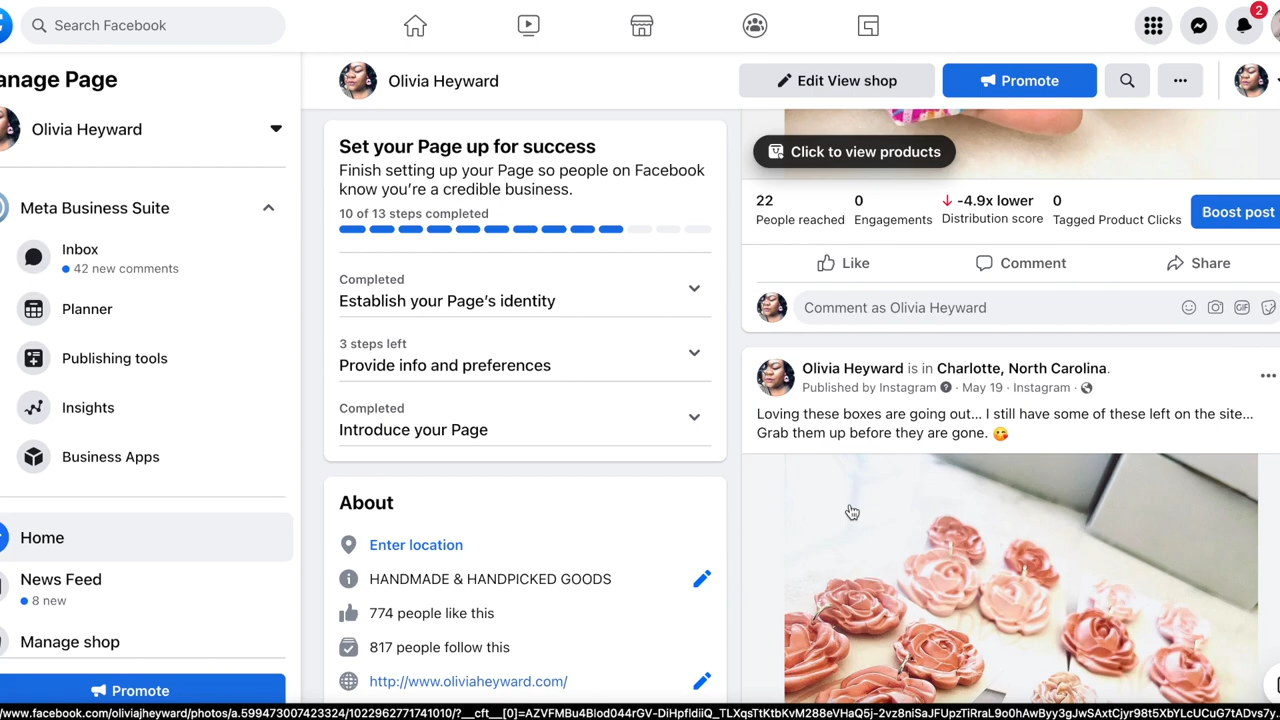 Search Facebook
2
Manage Page
Olivia Heyward
Meta Business Suite
Inbox
42 new comments
Planner
Publishing tools
Insights
Business Apps
Home
News Feed
8 new
Manage shop
Promote
Olivia Heyward
Edit View shop
Promote
Set your Page up for success
Finish setting up your Page so people on Facebook
know you're a credible business.
10 of 13 steps completed
Completed
Establish your Page's identity
3 steps left
Provide info and preferences
Completed
Introduce your Page
About
Enter location
HANDMADE & HANDPICKED GOODS
774 people like this
817 people follow this
http://www.oliviaheyward.com/
Click to view products
22 0 -4.9x lower 0
People reached Engagements Distribution score Tagged Product Clicks
Boost post
Like Comment Share
Comment as Olivia Heyward
GIF
Olivia Heyward is in Charlotte, North Carolina.
Published by Instagram · May 19 · Instagram ·
Loving these boxes are going out... I still have some of these left on the site...
Grab them up before they are gone. 😋